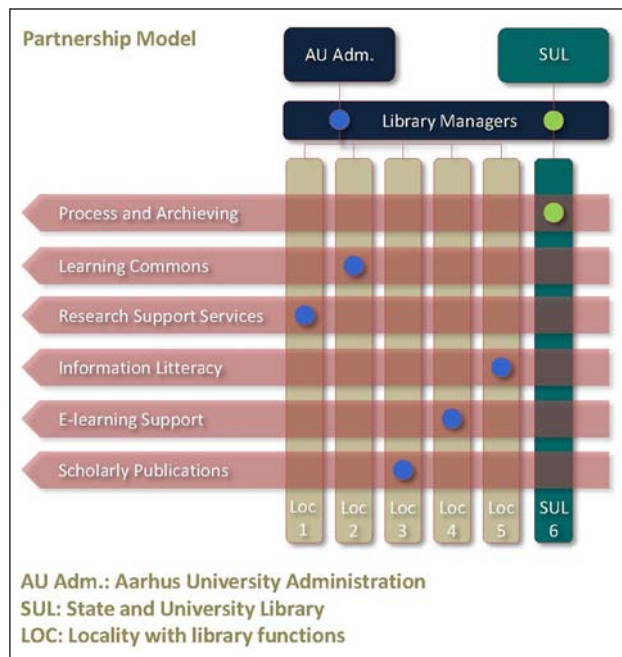 Partnership Model
AU Adm.
SUL
Library Managers
Process and Archieving
Learning Commons
Research Support Services
Information Litteracy
E-learning Support
Scholarly Publications
Loc
1
Loc
2
Loc
3
Loc
4
Loc
5
SUL
6
AU Adm.: Aarhus University Administration
SUL: State and University Library
LOC: Locality with library functions